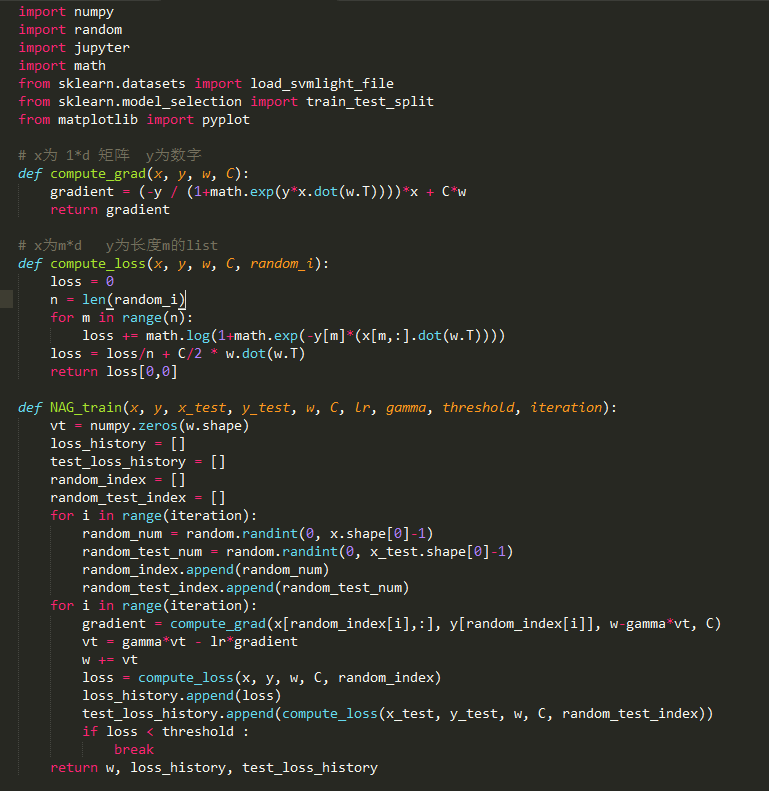 import numpy
import random
import jupyter
import math
from sklearn.datasets import load_svmlight_file
from sklearn.model_selection import train_test_split
from matplotlib import pyplot

# x为 1*d 矩阵  y为数字
def compute_grad(x, y, w, C):
    gradient = (-y / (1+math.exp(y*x.dot(w.T))))*x + C*w
    return gradient

# x为m*d   y为长度m的list
def compute_loss(x, y, w, C, random_i):
    loss = 0
    n = len(random_i)
    for m in range(n):
        loss += math.log(1+math.exp(-y[m]*(x[m,:].dot(w.T))))
    loss = loss/n + C/2 * w.dot(w.T)
    return loss[0,0]

def NAG_train(x, y, x_test, y_test, w, C, lr, gamma, threshold, iteration):
    vt = numpy.zeros(w.shape)
    loss_history = []
    test_loss_history = []
    random_index = []
    random_test_index = []
    for i in range(iteration):
        random_num = random.randint(0, x.shape[0]-1)
        random_test_num = random.randint(0, x_test.shape[0]-1)
        random_index.append(random_num)
        random_test_index.append(random_test_num)
    for i in range(iteration):
        gradient = compute_grad(x[random_index[i],:], y[random_index[i]], w-gamma*vt, C)
        vt = gamma*vt - lr*gradient
        w += vt
        loss = compute_loss(x, y, w, C, random_index)
        loss_history.append(loss)
        test_loss_history.append(compute_loss(x_test, y_test, w, C, random_test_index))
        if loss < threshold :
            break
    return w, loss_history, test_loss_history